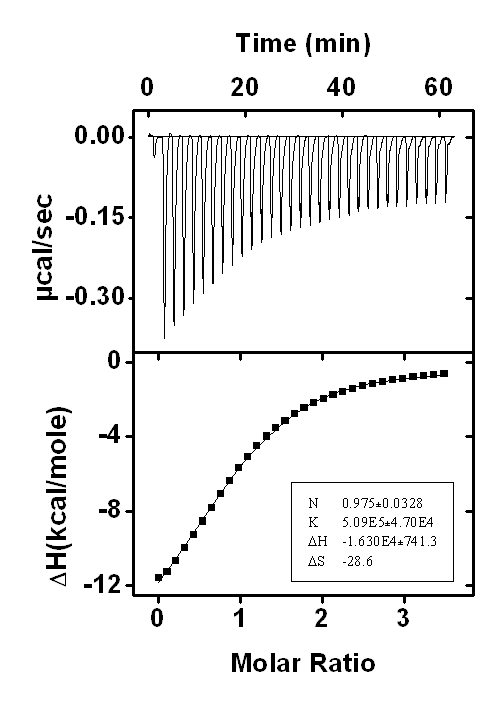 Time (min)
0 20 40 60
0.00
-0.15
-0.30
µcal/sec
0
-4
-8
-12
ΔH(kcal/mole)
N 0.975±0.0328
K 5.09E5±4.70E4
ΔH -1.630E4±741.3
ΔS -28.6
0 1 2 3
Molar Ratio